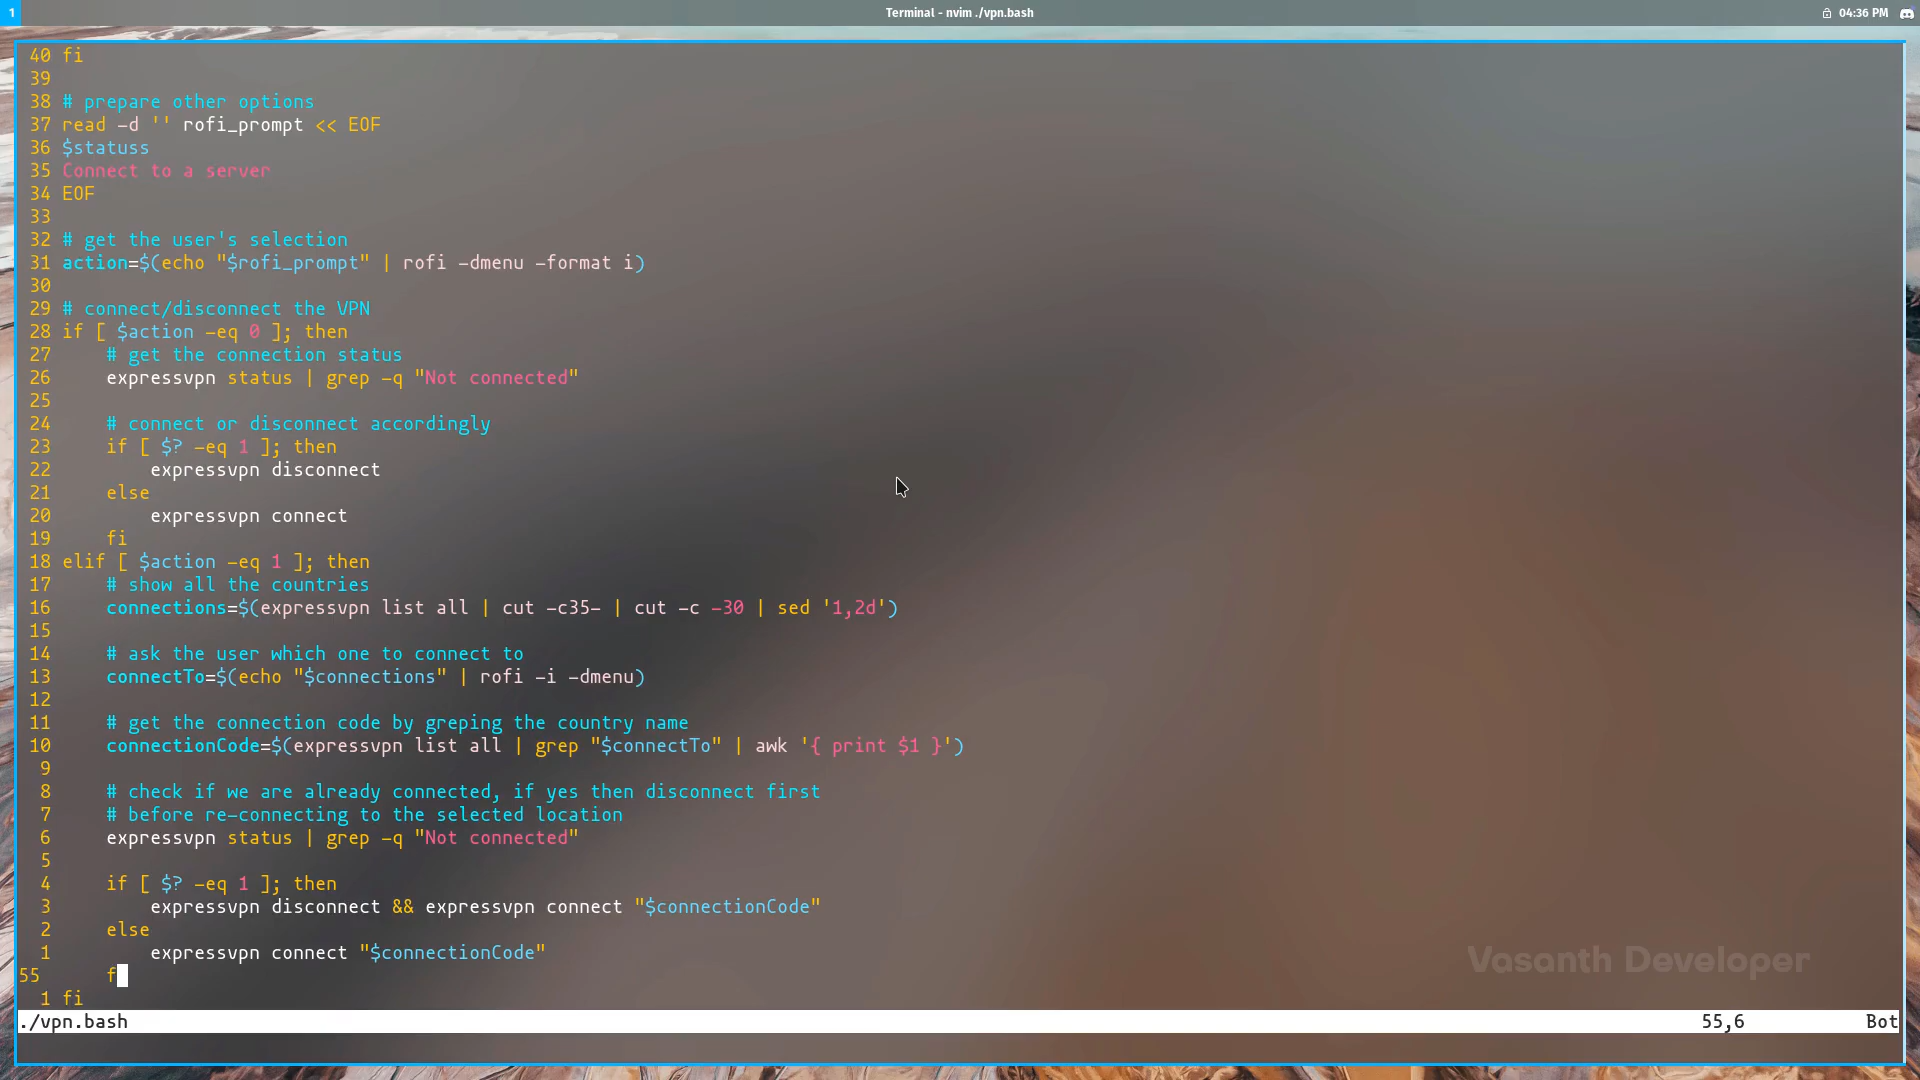 1 Terminal - nvim ./vpn.bash 04:36 PM
40 fi
39
38 # prepare other options
37 read -d '' rofi_prompt << EOF
36 $statuss
35 Connect to a server
34 EOF
33
32 # get the user's selection
31 action=$(echo "$rofi_prompt" | rofi -dmenu -format i)
30
29 # connect/disconnect the VPN
28 if [ $action -eq 0 ]; then
27     # get the connection status
26     expressvpn status | grep -q "Not connected"
25
24     # connect or disconnect accordingly
23     if [ $? -eq 1 ]; then
22         expressvpn disconnect
21     else
20         expressvpn connect
19     fi
18 elif [ $action -eq 1 ]; then
17     # show all the countries
16     connections=$(expressvpn list all | cut -c35- | cut -c -30 | sed '1,2d')
15
14     # ask the user which one to connect to
13     connectTo=$(echo "$connections" | rofi -i -dmenu)
12
11     # get the connection code by greping the country name
10     connectionCode=$(expressvpn list all | grep "$connectTo" | awk '{ print $1 }')
9
8     # check if we are already connected, if yes then disconnect first
7     # before re-connecting to the selected location
6     expressvpn status | grep -q "Not connected"
5
4     if [ $? -eq 1 ]; then
3         expressvpn disconnect && expressvpn connect "$connectionCode"
2     else
1         expressvpn connect "$connectionCode"
Vasanth Developer
55      f
1 fi
./vpn.bash 55,6 Bot